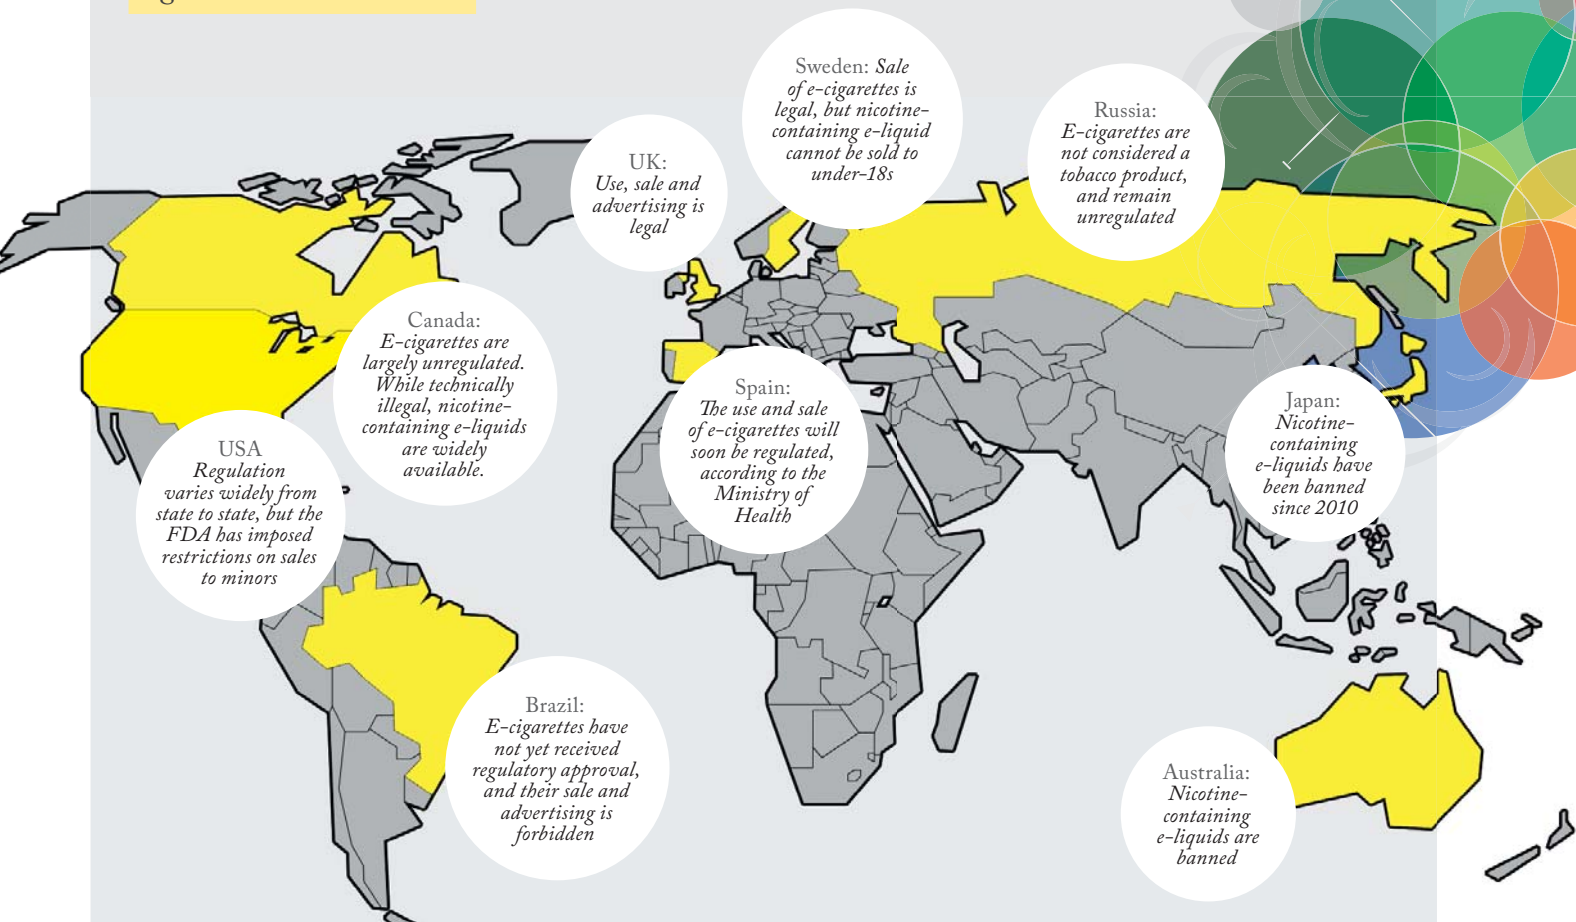 Sweden: Sale
of e-cigarettes is
legal, but nicotine-
containing e-liquid
cannot be sold to
under-18s
Russia:
E-cigarettes are
not considered a
tobacco product,
and remain
unregulated
UK:
Use, sale and
advertising is
legal
Canada:
E-cigarettes are
largely unregulated.
While technically
illegal, nicotine-
containing e-liquids
are widely
available.
Spain:
The use and sale
of e-cigarettes will
soon be regulated,
according to the
Ministry of
Health
Japan:
Nicotine-
containing
e-liquids have
been banned
since 2010
USA
Regulation
varies widely from
state to state, but the
FDA has imposed
restrictions on sales
to minors
Brazil:
E-cigarettes have
not yet received
regulatory approval,
and their sale and
advertising is
forbidden
Australia:
Nicotine-
containing
e-liquids are
banned